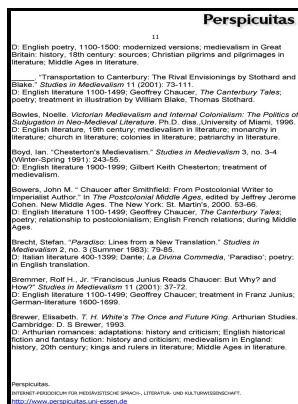 Perspicuitas
11
D: English poetry, 1100-1500: modernized versions; medievalism in Great
Britain: history, 18th century: sources; Christian pilgrims and pilgrimages in
literature; Middle Ages in literature.
______. "Transportation to Canterbury: The Rival Envisionings by Stothard and
Blake." Studies in Medievalism 11 (2001): 73-111.
D: English literature 1100-1499; Geoffrey Chaucer, The Canterbury Tales;
poetry; treatment in illustration by William Blake, Thomas Stothard.
Bowles, Noelle. Victorian Medievalism and Internal Colonialism: The Politics of
Subjugation in Neo-Medieval Literature. Ph.D. diss.,University of Miami, 1996.
D: English literature, 19th century; medievalism in literature; monarchy in
literature; church in literature; colonies in literature; patriarchy in literature.
Boyd, Ian. "Chesterton's Medievalism." Studies in Medievalism 3, no. 3-4
(Winter-Spring 1991): 243-55.
D: English literature 1900-1999; Gilbert Keith Chesterton; treatment of
medievalism.
Bowers, John M. " Chaucer after Smithfield: From Postcolonial Writer to
Imperialist Author." In The Postcolonial Middle Ages, edited by Jeffrey Jerome
Cohen. New Middle Ages. The New York: St. Martin's, 2000. 53-66.
D: English literature 1100-1499; Geoffrey Chaucer, The Canterbury Tales;
poetry; relationship to postcolonialism; English French relations; during Middle
Ages.
Brecht, Stefan. "Paradiso: Lines from a New Translation." Studies in
Medievalism 2, no. 3 (Summer 1983): 79-85.
D: Italian literature 400-1399; Dante; La Divina Commedia, 'Paradiso'; poetry;
in English translation.
Bremmer, Rolf H., Jr. "Franciscus Junius Reads Chaucer: But Why? and
How?" Studies in Medievalism 11 (2001): 37-72.
D: English literature 1100-1499; Geoffrey Chaucer; treatment in Franz Junius;
German-literature 1600-1699.
Brewer, Elisabeth. T. H. White's The Once and Future King. Arthurian Studies.
Cambridge: D. S Brewer, 1993.
D: Arthurian romances: adaptations: history and criticism; English historical
fiction and fantasy fiction: history and criticism; medievalism in England:
history, 20th century; kings and rulers in literature; Middle Ages in literature.
Perspicuitas.
INTERNET-PERIODICUM FÜR MEDIÄVISTISCHE SPRACH-, LITERATUR- UND KULTURWISSENSCHAFT.
http://www.perspicuitas.uni-essen.de